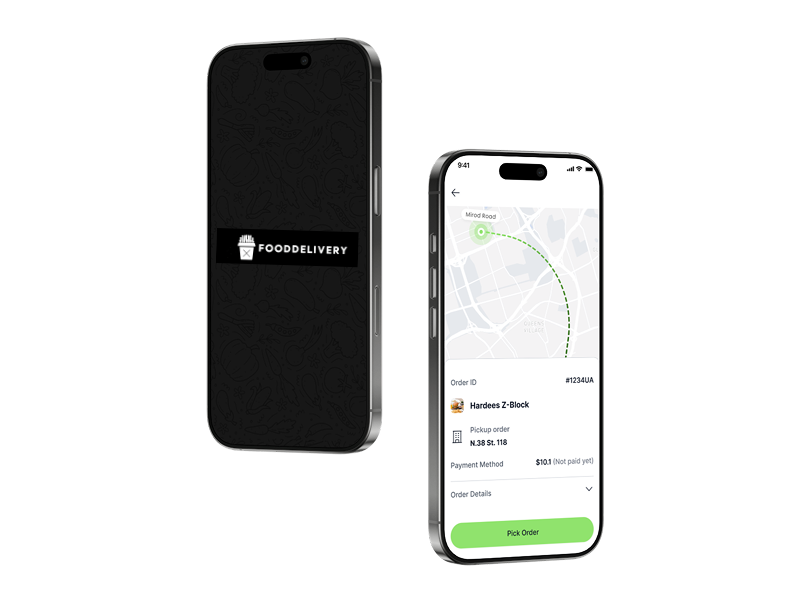 FOODDELIVERY
9:41
Mirod Road
Order ID #1234UA
Hardees Z-Block
Pickup order
N.38 St. 118
Payment Method $10.1 (Not paid yet)
Order Details
Pick Order